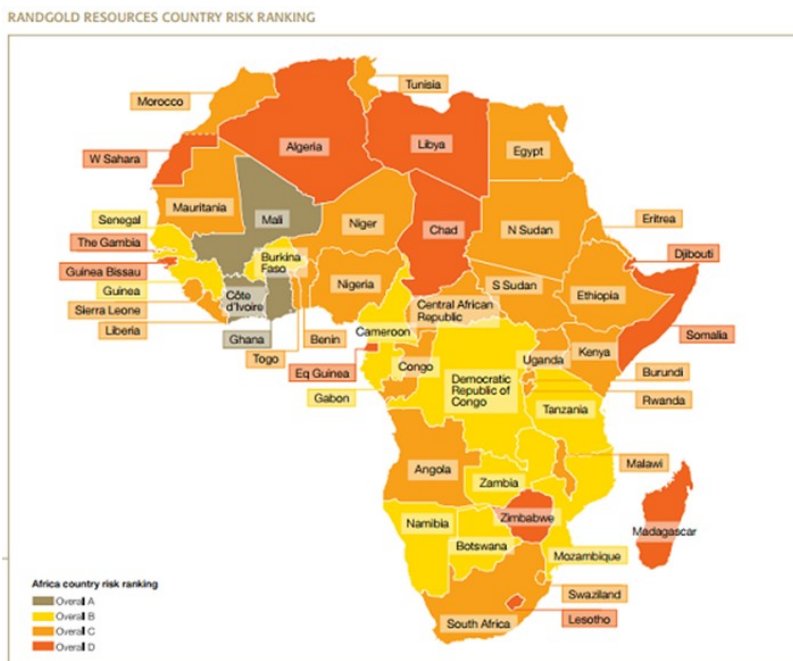 RANDGOLD RESOURCES COUNTRY RISK RANKING
Tunisia
Morocco
Algeria
Libya
Egypt
W Sahara
Mauritania
Mali
Niger
Chad
N Sudan
Eritrea
Senegal
The Gambia
Burkina
Faso
Djibouti
Guinea Bissau
Nigeria
S Sudan
Ethiopia
Guinea
Côte
d'Ivoire
Central African
Republic
Sierra Leone
Liberia
Ghana
Benin
Cameroon
Somalia
Togo
Uganda
Kenya
Eq Guinea
Congo
Burundi
Gabon
Democratic
Republic of
Congo
Rwanda
Tanzania
Angola
Malawi
Zambia
Zimbabwe
Madagascar
Namibia
Botswana
Mozambique
Swaziland
South Africa
Lesotho
Africa country risk ranking
Overall A
Overall B
Overall C
Overall D